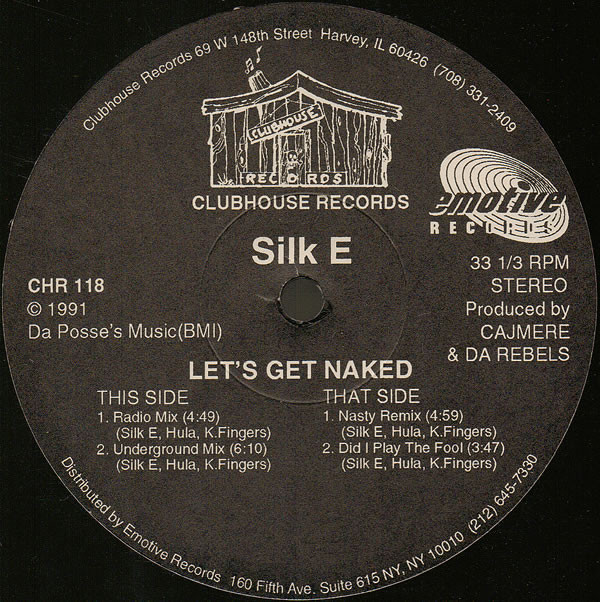 Clubhouse Records 69 W 148th Street Harvey, IL 60426 (708) 331-2409
CLUBHOUSE
RECORDS
CLUBHOUSE RECORDS
emotive
RECORDS
Silk E
CHR 118
© 1991
Da Posse's Music(BMI)
33 1/3 RPM
STEREO
Produced by
CAJMERE
& DA REBELS
LET'S GET NAKED
THIS SIDE
1. Radio Mix (4:49)
(Silk E, Hula, K.Fingers)
2. Underground Mix (6:10)
(Silk E, Hula, K.Fingers)
THAT SIDE
1. Nasty Remix (4:59)
(Silk E, Hula, K.Fingers)
2. Did I Play The Fool (3:47)
(Silk E, Hula, K.Fingers)
Distributed by Emotive Records 160 Fifth Ave. Suite 615 NY, NY 10010 (212) 645-7330